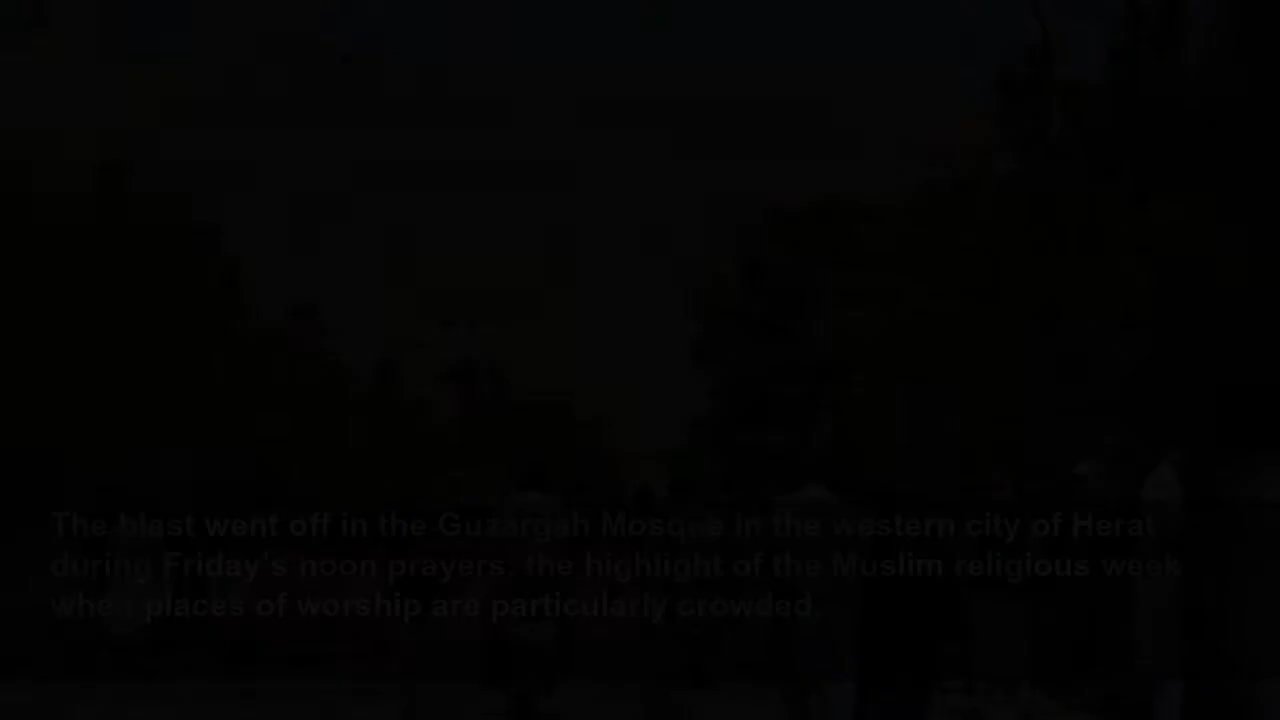 The blast went off in the Guzargah Mosque in the western city of Herat
during Friday's noon prayers, the highlight of the Muslim religious week
when places of worship are particularly crowded.